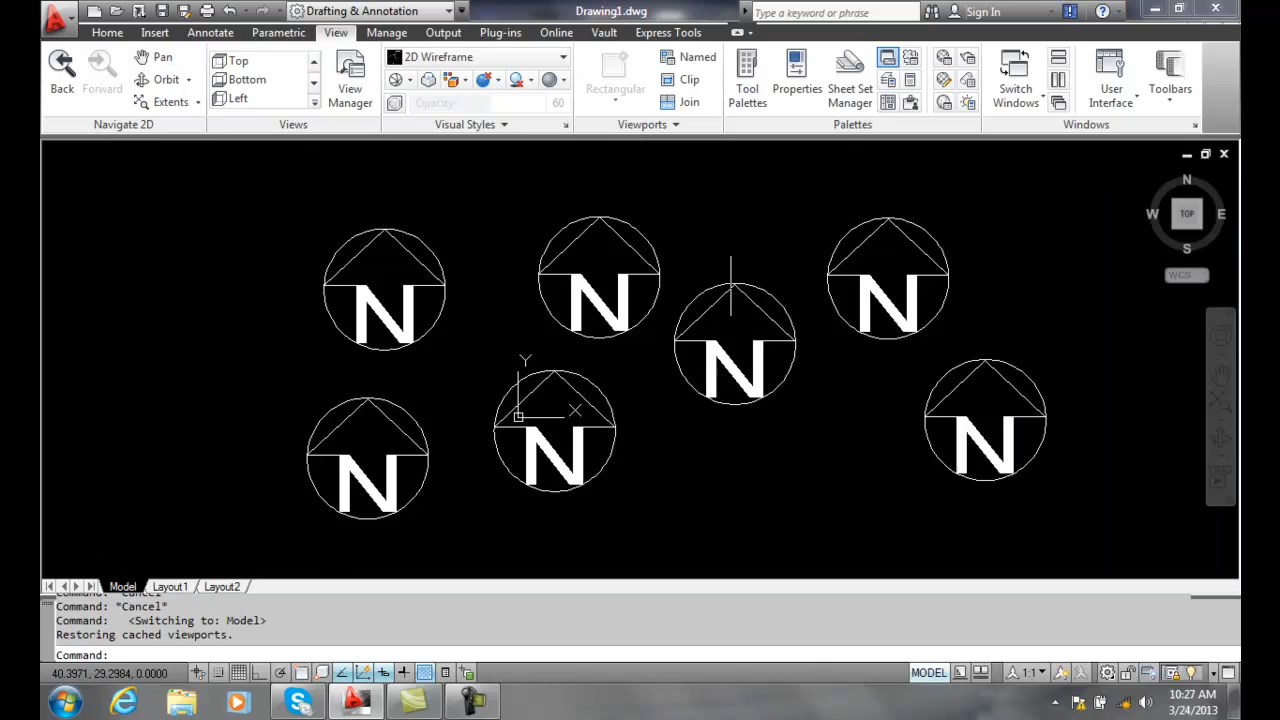 Drafting & Annotation
Drawing1.dwg
Type a keyword or phrase
Sign In
Home Insert Annotate Parametric View Manage Output Plug-ins Online Vault Express Tools
Back
Forward
Pan
Orbit
Extents
Navigate 2D
Top
Bottom
Left
View
Manager
Views
2D Wireframe
Opacity 60
Visual Styles
Rectangular
Named
Clip
Join
Viewports
Tool
Palettes
Properties
Sheet Set
Manager
Palettes
Switch
Windows
User
Interface
Toolbars
Windows
N
W TOP E
S
WCS
N
N
N
N
Y
X
N
N
N
Model Layout1 Layout2
Command: *Cancel*
Command: <Switching to: Model>
Restoring cached viewports.
Command:
40.3971, 29.2984, 0.0000
MODEL
1:1
10:27 AM
3/24/2013